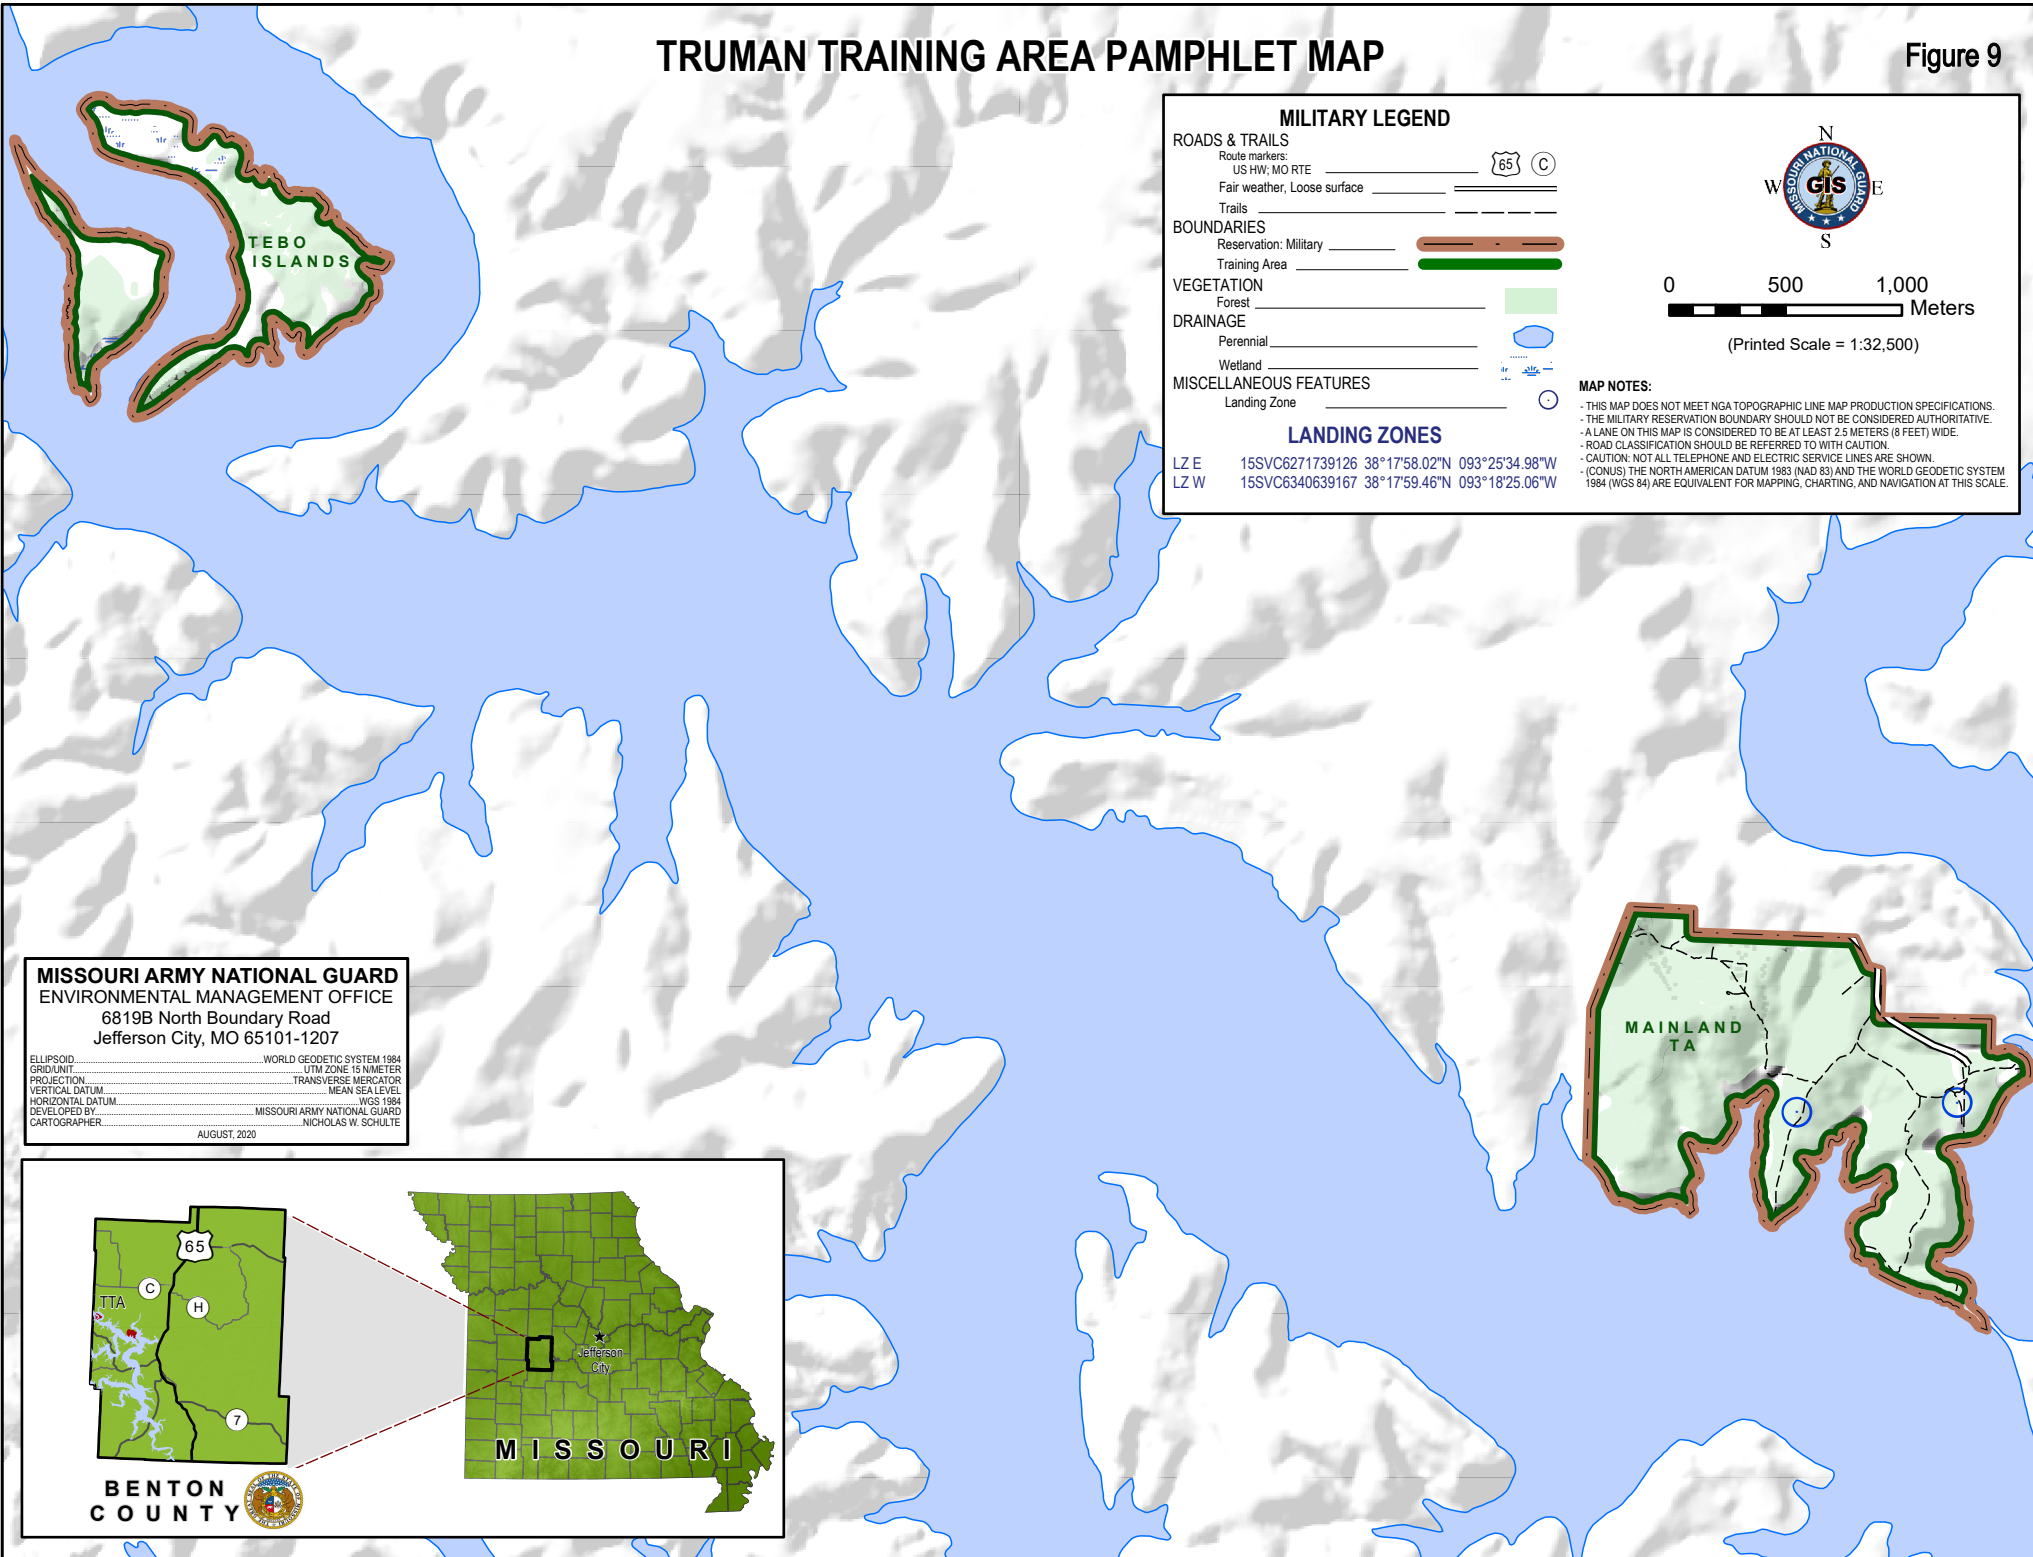 TRUMAN TRAINING AREA PAMPHLET MAP
Figure 9
MILITARY LEGEND
ROADS & TRAILS
Route markers:
US HW; MO RTE
65 C
Fair weather, Loose surface
Trails
BOUNDARIES
Reservation: Military
Training Area
VEGETATION
Forest
DRAINAGE
Perennial
Wetland
MISCELLANEOUS FEATURES
Landing Zone
LANDING ZONES
LZ E 15SVC6271739126 38°17'58.02"N 093°25'34.98"W
LZ W 15SVC6340639167 38°17'59.46"N 093°18'25.06"W
N
W E
S
MISSOURI NATIONAL GUARD
GIS
0 500 1,000
Meters
(Printed Scale = 1:32,500)
MAP NOTES:
- THIS MAP DOES NOT MEET NGA TOPOGRAPHIC LINE MAP PRODUCTION SPECIFICATIONS.
- THE MILITARY RESERVATION BOUNDARY SHOULD NOT BE CONSIDERED AUTHORITATIVE.
- A LANE ON THIS MAP IS CONSIDERED TO BE AT LEAST 2.5 METERS (8 FEET) WIDE.
- ROAD CLASSIFICATION SHOULD BE REFERRED TO WITH CAUTION.
- CAUTION: NOT ALL TELEPHONE AND ELECTRIC SERVICE LINES ARE SHOWN.
- (CONUS) THE NORTH AMERICAN DATUM 1983 (NAD 83) AND THE WORLD GEODETIC SYSTEM
1984 (WGS 84) ARE EQUIVALENT FOR MAPPING, CHARTING, AND NAVIGATION AT THIS SCALE.
TEBO
ISLANDS
MAINLAND
TA
MISSOURI ARMY NATIONAL GUARD
ENVIRONMENTAL MANAGEMENT OFFICE
6819B North Boundary Road
Jefferson City, MO 65101-1207
ELLIPSOID WORLD GEODETIC SYSTEM 1984
GRID/UNIT UTM ZONE 15 N/METER
PROJECTION TRANSVERSE MERCATOR
VERTICAL DATUM MEAN SEA LEVEL
HORIZONTAL DATUM WGS 1984
DEVELOPED BY MISSOURI ARMY NATIONAL GUARD
CARTOGRAPHER NICHOLAS W. SCHULTE
AUGUST, 2020
65
C
H
TTA
7
BENTON
COUNTY
Jefferson
City
MISSOURI